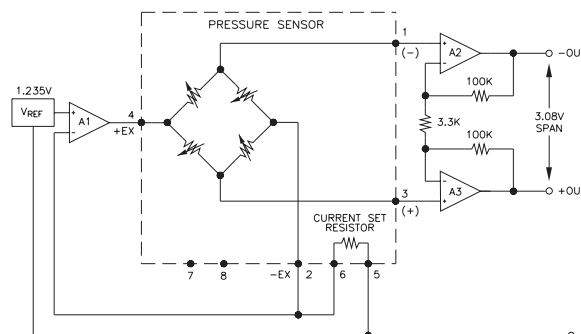 PRESSURE SENSOR
1
(-)
A2
-OU
1.235V
VREF
+
-
A1
4
+EX
100K
3.3K
3.08V
SPAN
100K
A3
+OU
3
(+)
CURRENT SET
RESISTOR
7
8
-EX
2
6
5